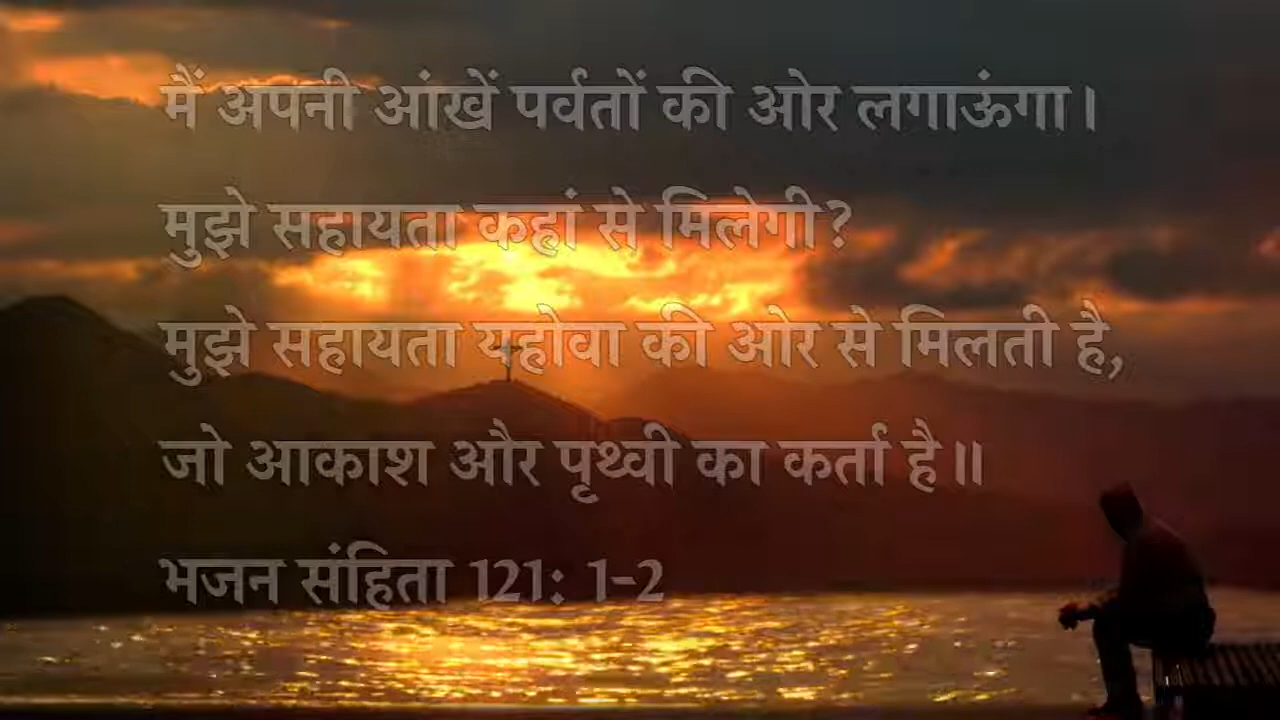 मैं अपनी आंखें पर्वतों की ओर लगाऊंगा।
मुझे सहायता कहां से मिलेगी?
मुझे सहायता यहोवा की ओर से मिलती है,
जो आकाश और पृथ्वी का कर्ता है॥
भजन संहिता 121: 1-2